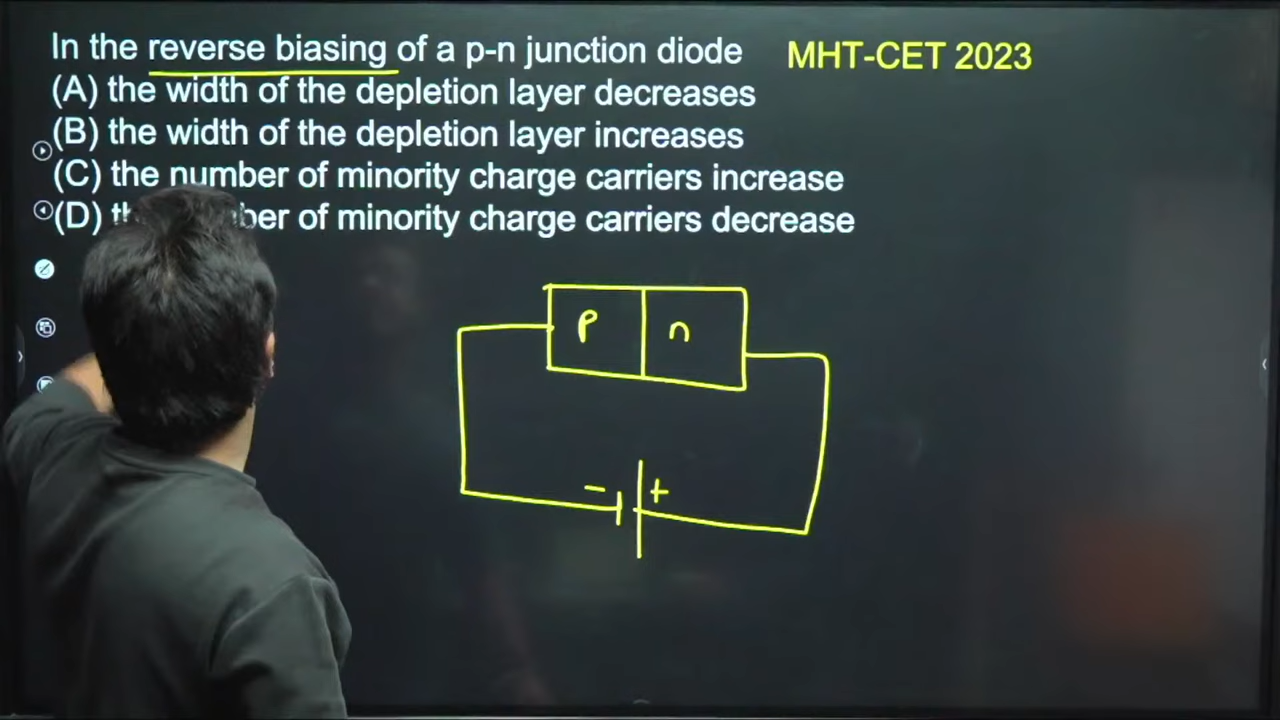 In the reverse biasing of a p-n junction diode MHT-CET 2023
(A) the width of the depletion layer decreases
(B) the width of the depletion layer increases
(C) the number of minority charge carriers increase
(D) of minority charge carriers decrease
p n
- +